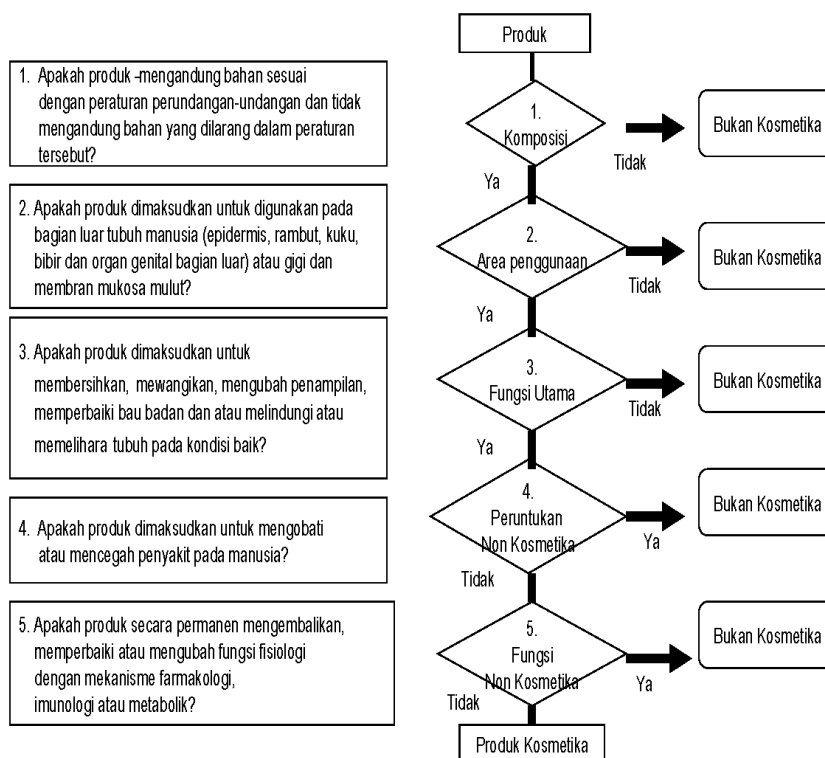 1. Apakah produk -mengandung bahan sesuai
dengan peraturan perundangan-undangan dan tidak
mengandung bahan yang dilarang dalam peraturan
tersebut?
2. Apakah produk dimaksudkan untuk digunakan pada
bagian luar tubuh manusia (epidermis, rambut, kuku,
bibir dan organ genital bagian luar) atau gigi dan
membran mukosa mulut?
3. Apakah produk dimaksudkan untuk
membersihkan, mewangikan, mengubah penampilan,
memperbaiki bau badan dan atau melindungi atau
memelihara tubuh pada kondisi baik?
4. Apakah produk dimaksudkan untuk mengobati
atau mencegah penyakit pada manusia?
5. Apakah produk secara permanen mengembalikan,
memperbaiki atau mengubah fungsi fisiologi
dengan mekanisme farmakologi,
imunologi atau metabolik?
Produk
1.
Komposisi
Tidak
Bukan Kosmetika
Ya
2.
Area penggunaan
Tidak
Bukan Kosmetika
Ya
3.
Fungsi Utama
Tidak
Bukan Kosmetika
Ya
4.
Peruntukan
Non Kosmetika
Ya
Bukan Kosmetika
Tidak
5.
Fungsi
Non Kosmetika
Ya
Bukan Kosmetika
Tidak
Produk Kosmetika